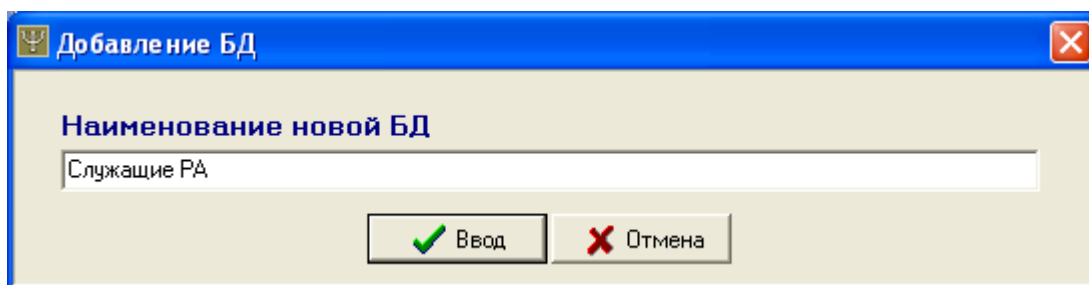 Добавление БД
Наименование новой БД
Служащие РА
Ввод Отмена